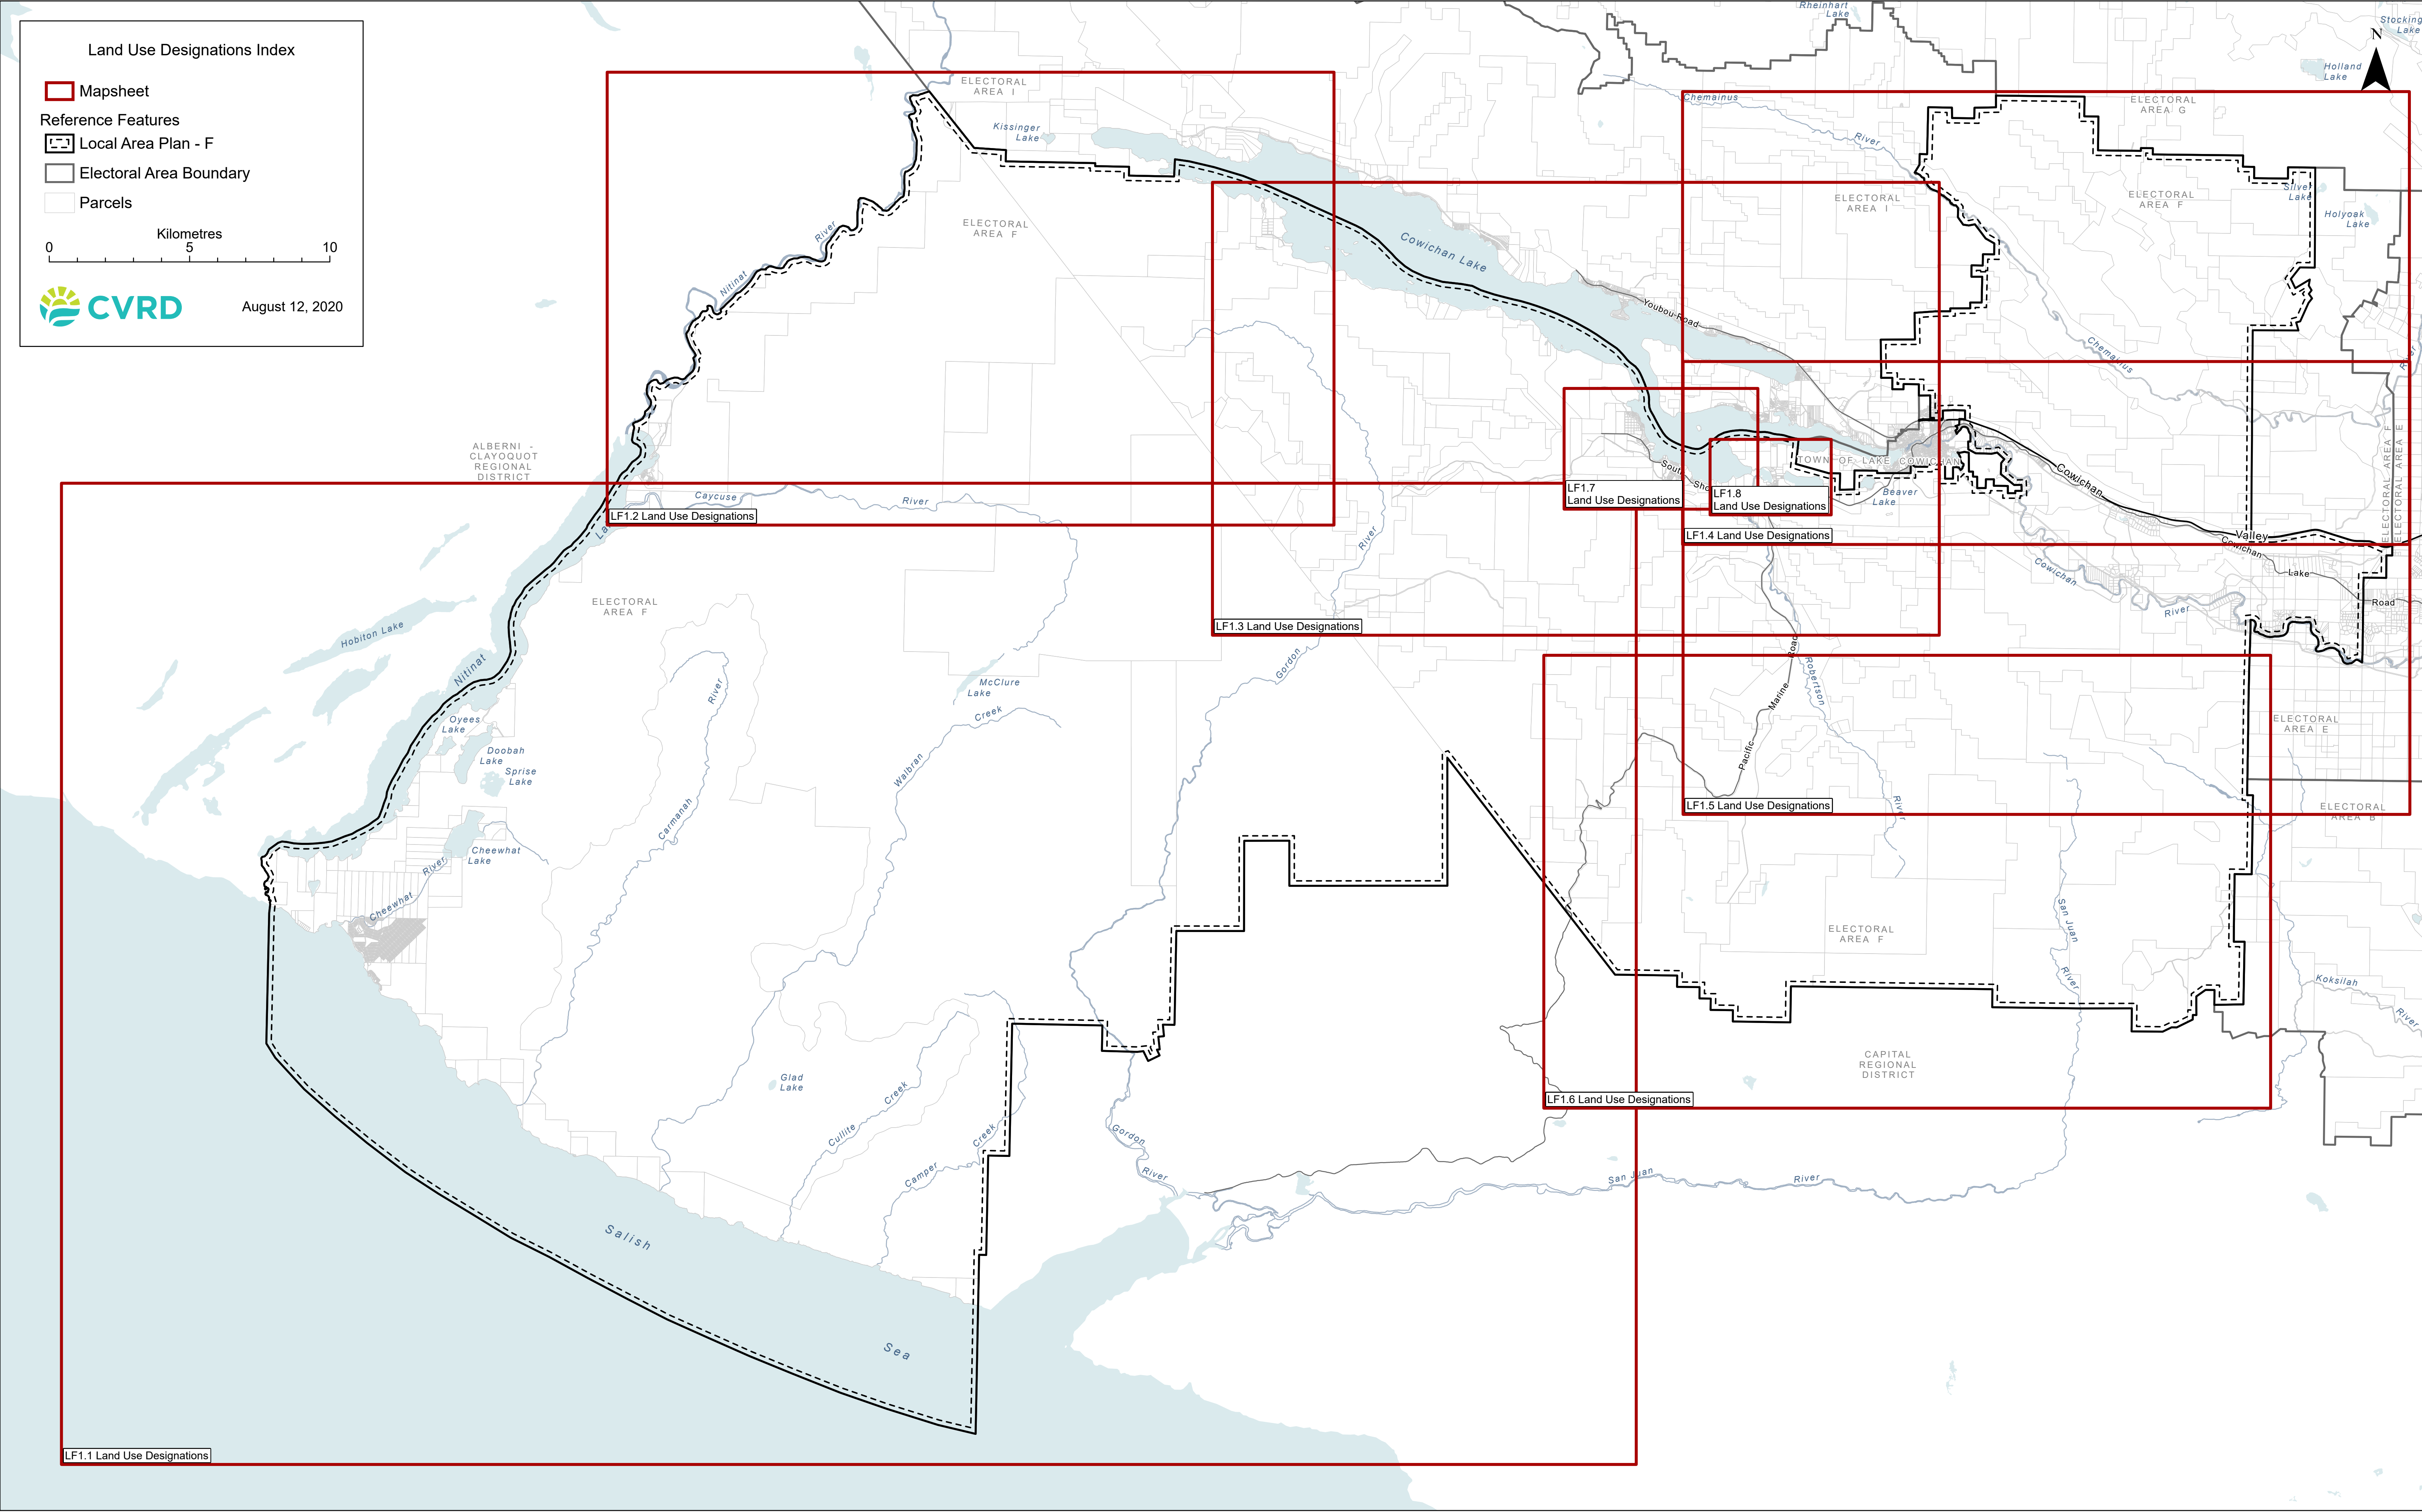 Land Use Designations Index
Mapsheet
Reference Features
Local Area Plan - F
Electoral Area Boundary
Parcels
Kilometres
0 5 10
CVRD
August 12, 2020
Rheinhart
Lake
Stocking
Lake
N
Holland
Lake
ELECTORAL
AREA I
Kissinger
Lake
Chemainus
River
ELECTORAL
AREA G
ELECTORAL
AREA I
ELECTORAL
AREA F
Silver
Lake
Holyoak
Lake
ELECTORAL
AREA F
River
Nitinat
Cowichan Lake
Youbou Road
Chemainus
River
ALBERNI -
CLAYOQUOT
REGIONAL
DISTRICT
TOWN OF LAKE COWICHAN
ELECTORAL AREA F
ELECTORAL AREA E
Cowichan
Valley
Cowichan
Lake
Road
Beaver
Lake
LF1.7
Land Use Designations
LF1.8
Land Use Designations
LF1.4 Land Use Designations
Caycuse
River
LF1.2 Land Use Designations
River
Cowichan
River
ELECTORAL
AREA F
LF1.3 Land Use Designations
Hobiton Lake
Nitinat
Gordon
Road
Robertson
McClure
Lake
Creek
River
Marine
Pacific
Oyees
Lake
Doobah
Lake
Sprise
Lake
ELECTORAL
AREA E
Walbran
Carmanah
River
LF1.5 Land Use Designations
ELECTORAL
AREA B
Cheewhat
Lake
River
Cheewhat
San Juan
River
ELECTORAL
AREA F
Koksilah
River
CAPITAL
REGIONAL
DISTRICT
Glad
Lake
Creek
Cullite
Creek
Camper
Gordon
River
LF1.6 Land Use Designations
San Juan
River
Salish
Sea
LF1.1 Land Use Designations